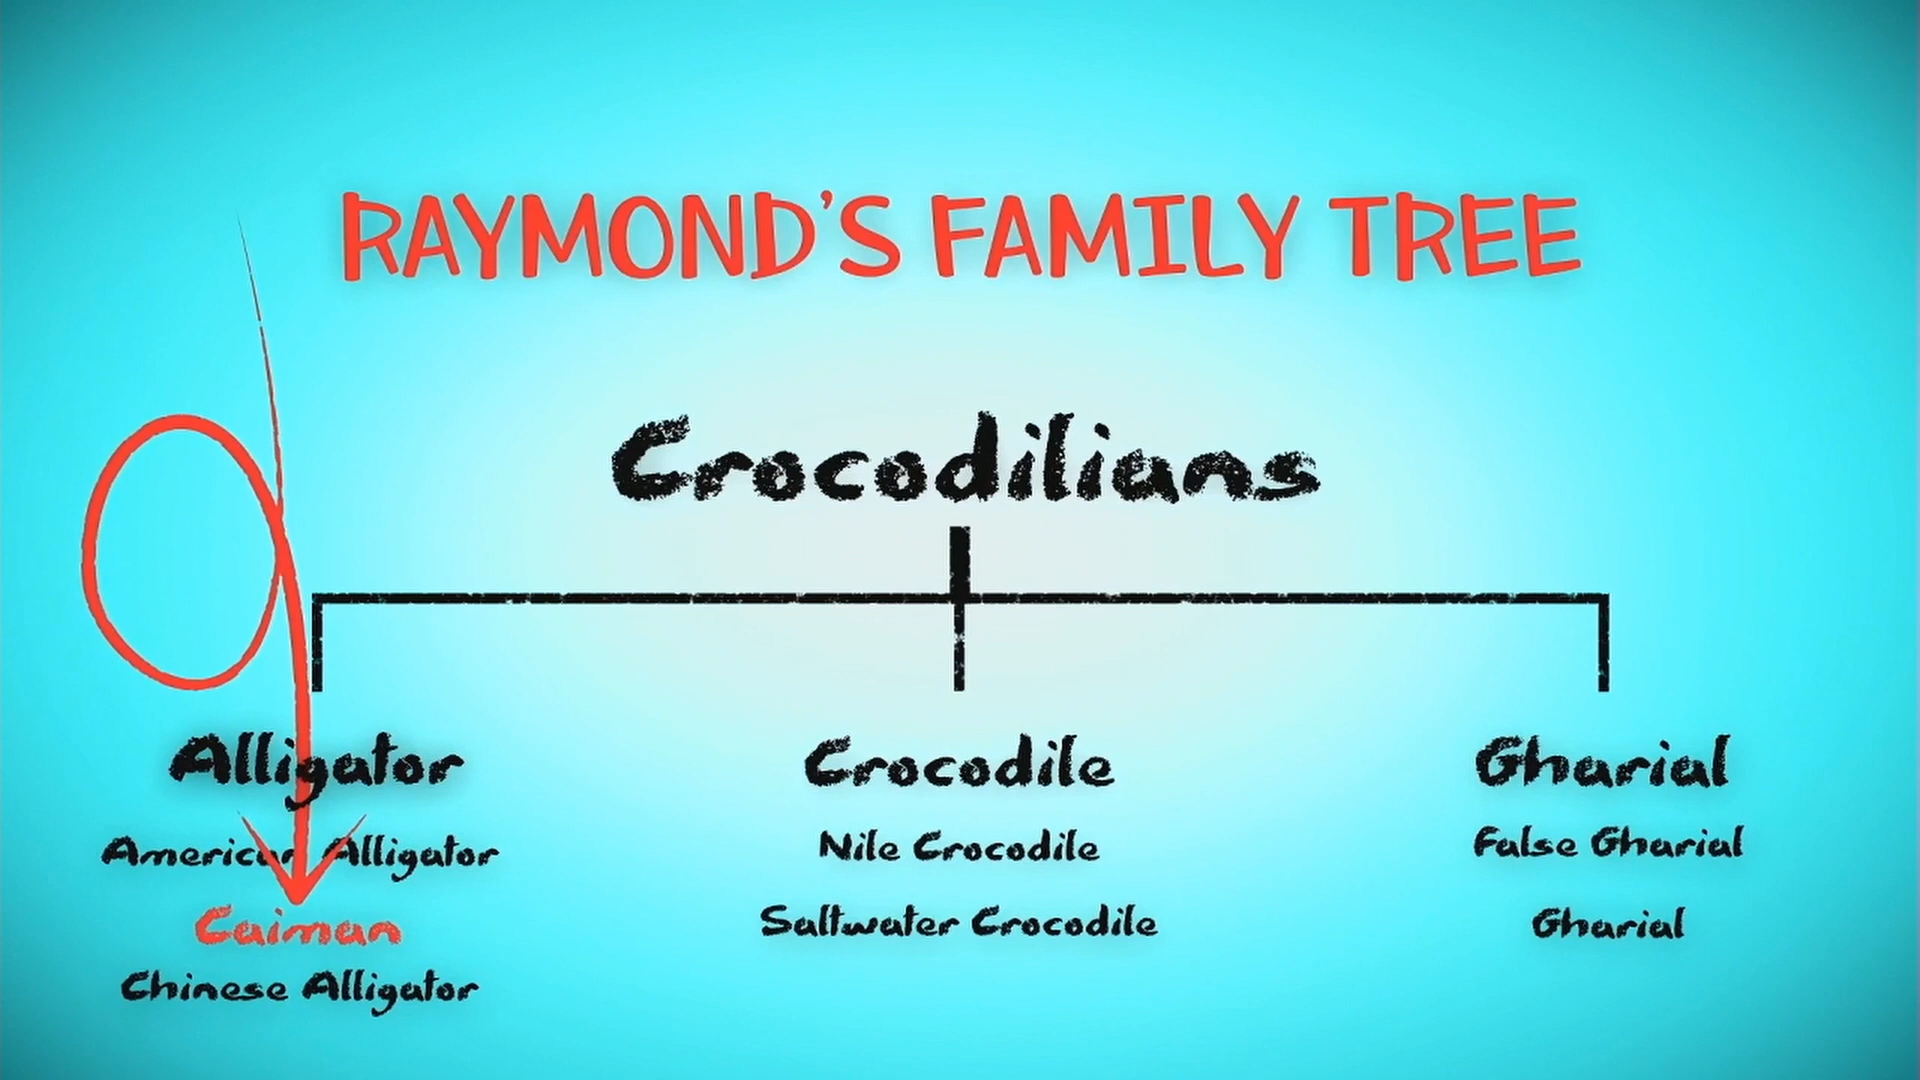 RAYMOND'S FAMILY TREE
Crocodilians
Alligator
American Alligator
Caiman
Chinese Alligator
Crocodile
Nile Crocodile
Saltwater Crocodile
Gharial
False Gharial
Gharial